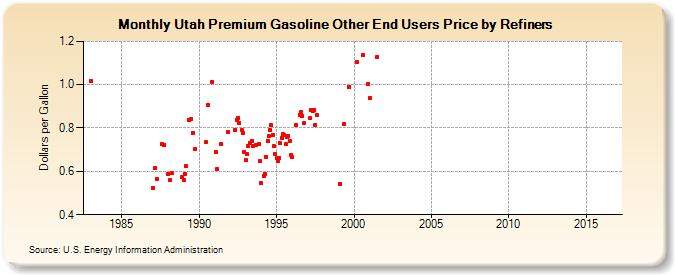 Monthly Utah Premium Gasoline Other End Users Price by Refiners
Dollars per Gallon
1.2
1.0
0.8
0.6
0.4
1985 1990 1995 2000 2005 2010 2015
Source: U.S. Energy Information Administration